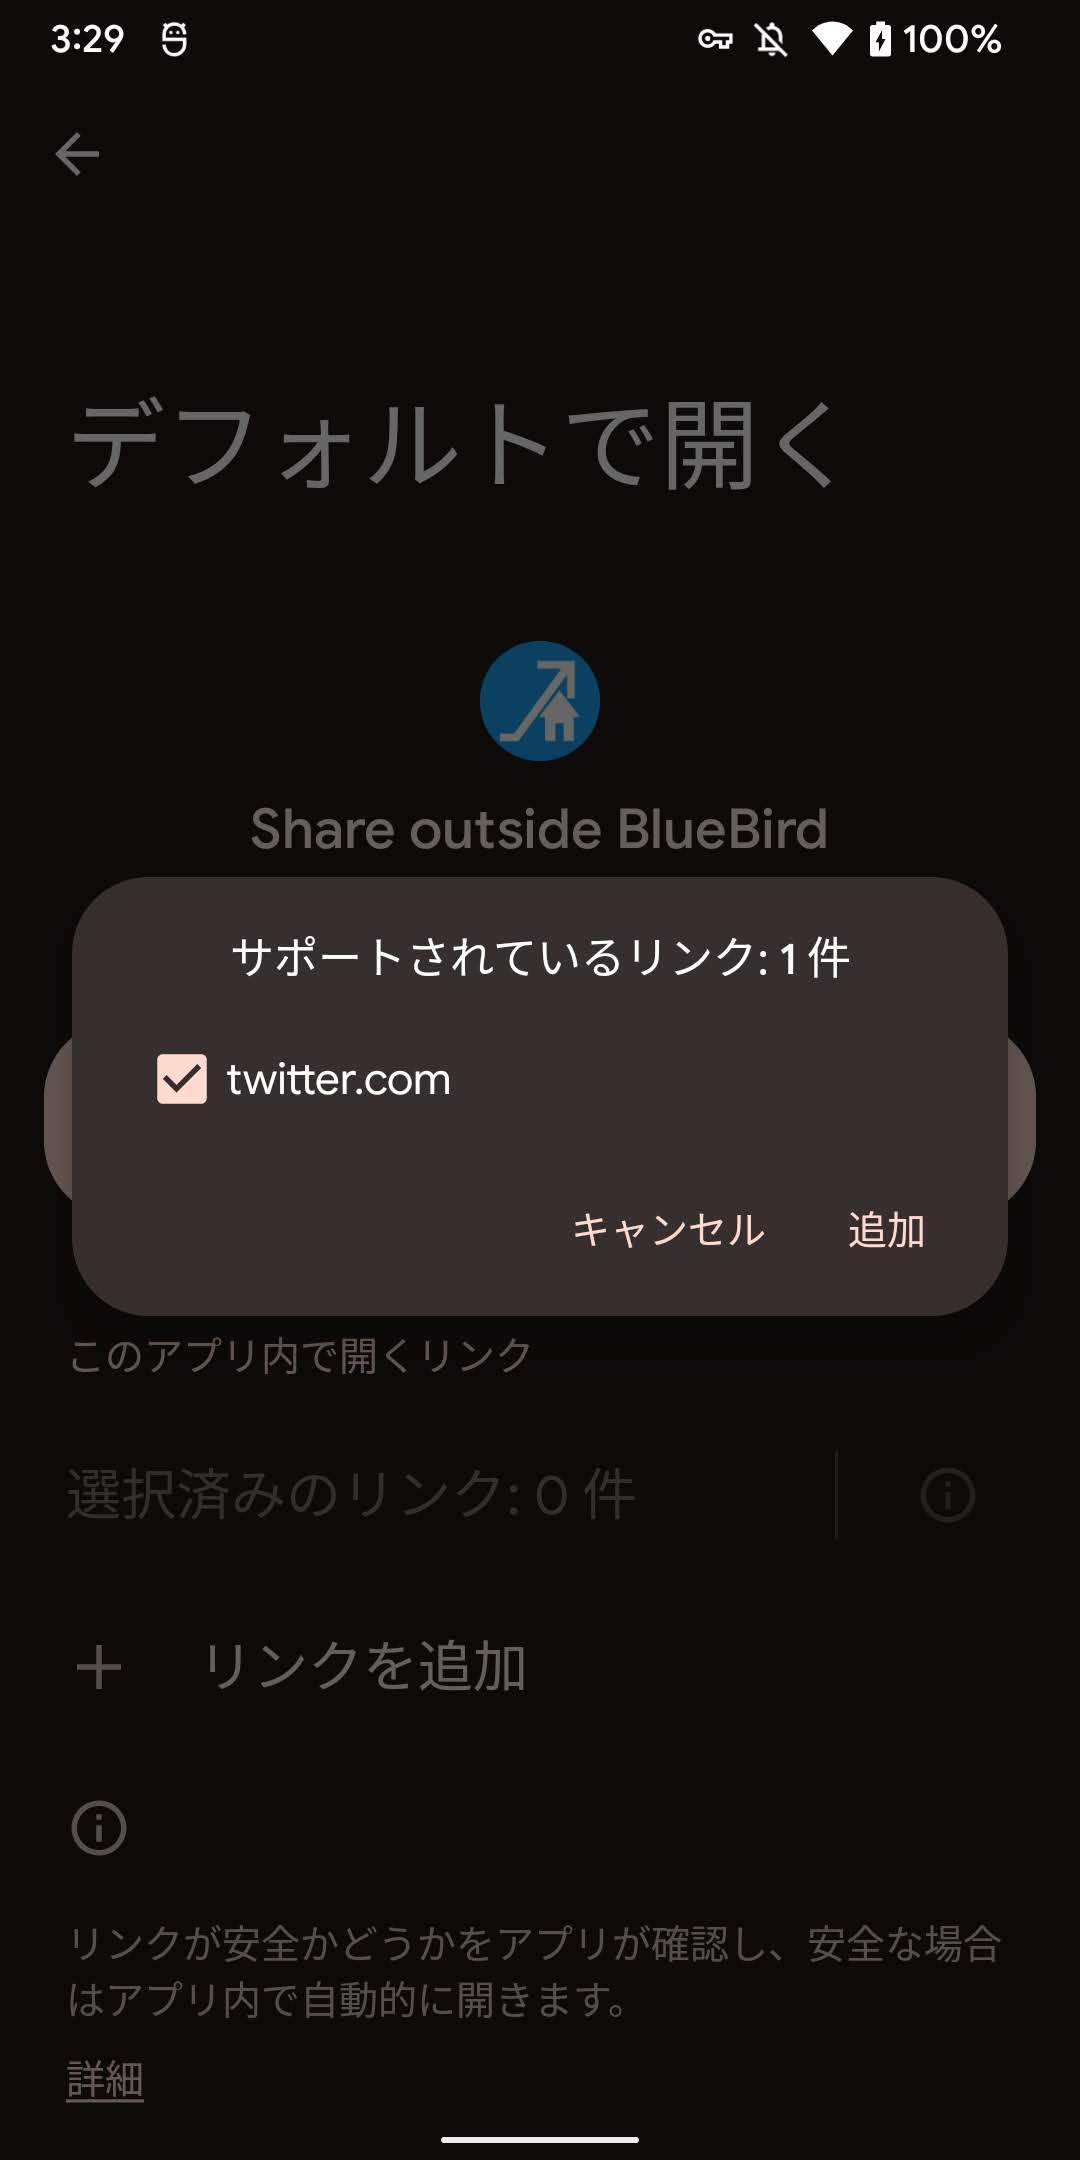 3:29
100%
デフォルトで開く
Share outside BlueBird
サポートされているリンク: 1 件
twitter.com
キャンセル
追加
このアプリ内で開くリンク
選択済みのリンク: 0 件
リンクを追加
リンクが安全かどうかをアプリが確認し、安全な場合
はアプリ内で自動的に開きます。
詳細